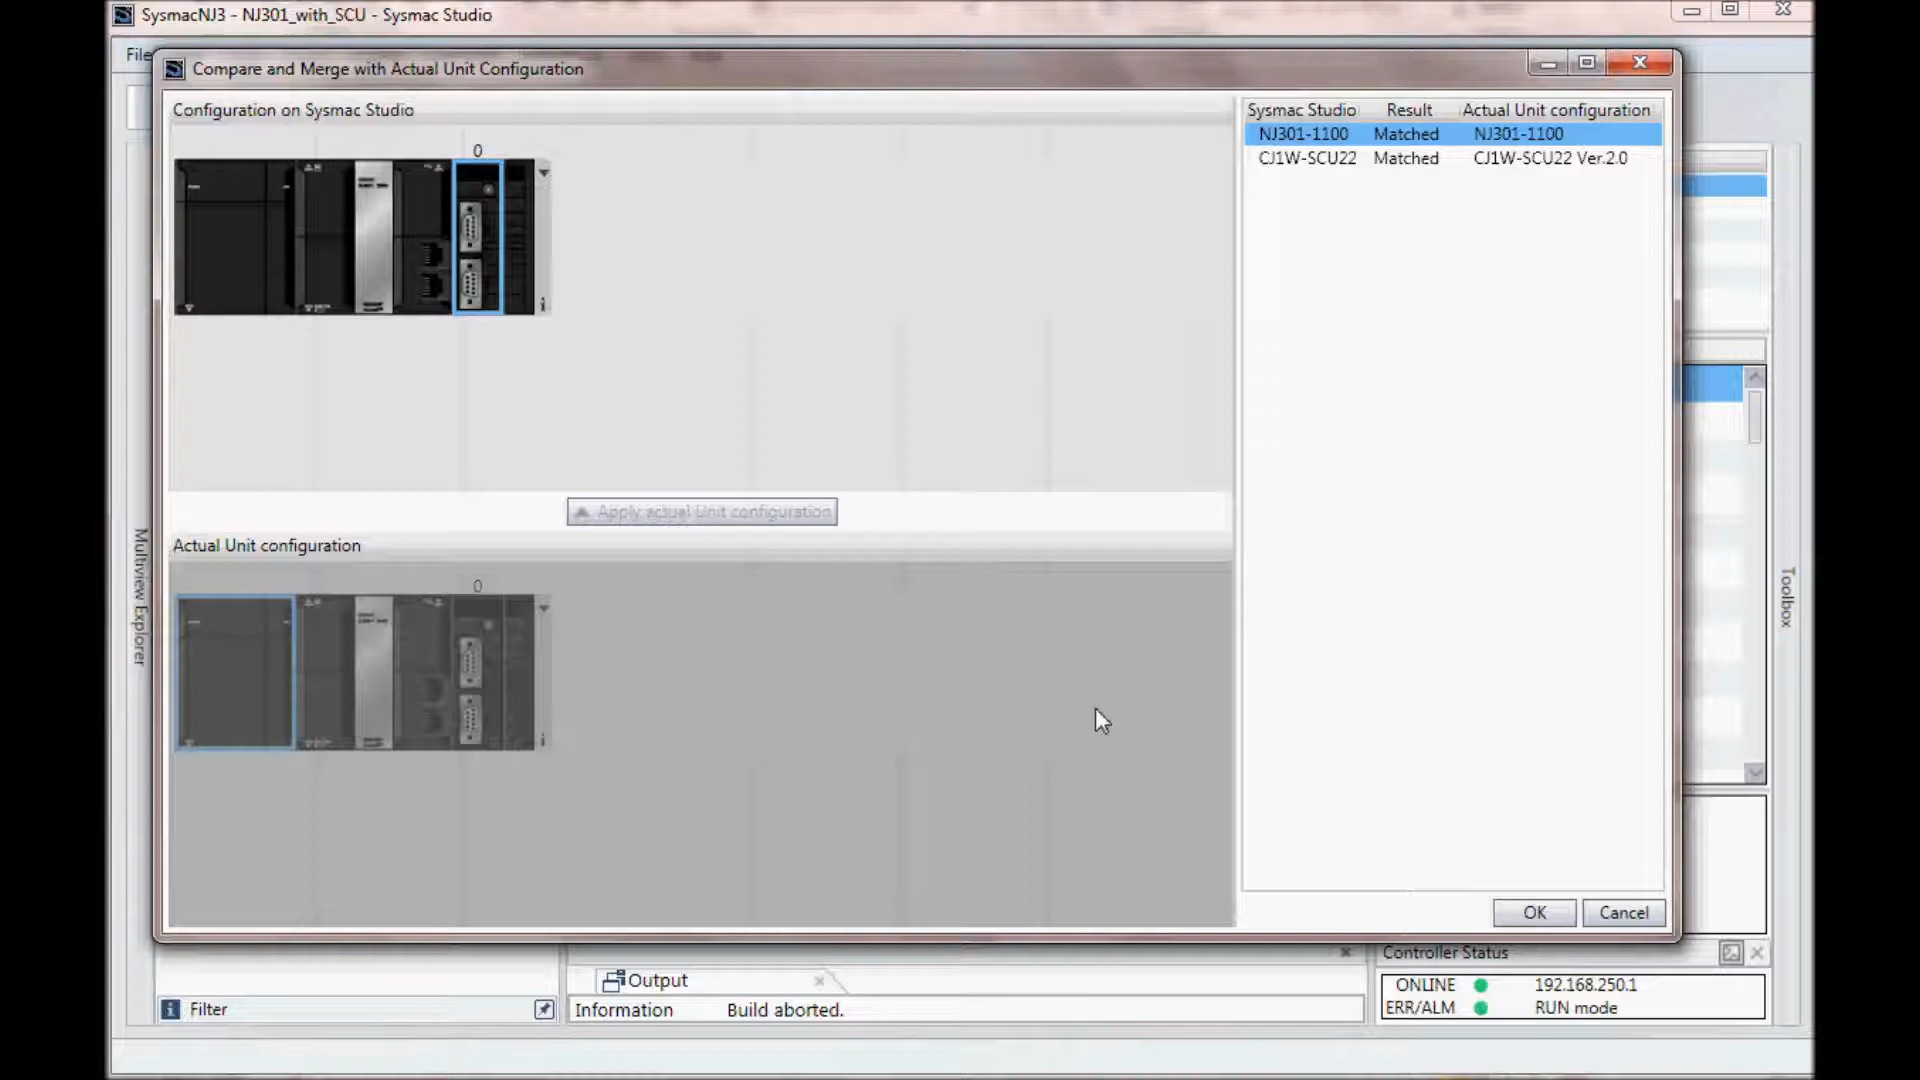 SysmacNJ3 - NJ301_with_SCU - Sysmac Studio
File
Compare and Merge with Actual Unit Configuration
Configuration on Sysmac Studio
0
Apply actual Unit configuration
Actual Unit configuration
0
Sysmac Studio Result Actual Unit configuration
NJ301-1100 Matched NJ301-1100
CJ1W-SCU22 Matched CJ1W-SCU22 Ver.2.0
OK Cancel
Multiview Explorer
Toolbox
Filter
Output
Information Build aborted.
Controller Status
ONLINE 192.168.250.1
ERR/ALM RUN mode